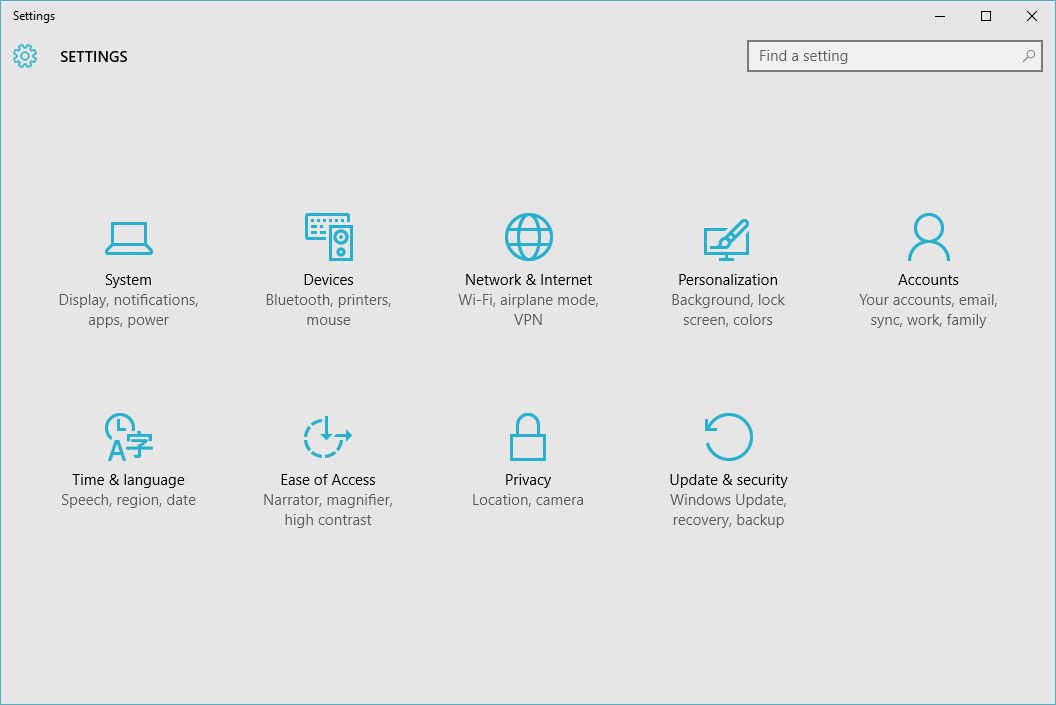 Settings
SETTINGS
Find a setting
System
Display, notifications,
apps, power
Devices
Bluetooth, printers,
mouse
Network & Internet
Wi-Fi, airplane mode,
VPN
Personalization
Background, lock
screen, colors
Accounts
Your accounts, email,
sync, work, family
A字
Time & language
Speech, region, date
Ease of Access
Narrator, magnifier,
high contrast
Privacy
Location, camera
Update & security
Windows Update,
recovery, backup